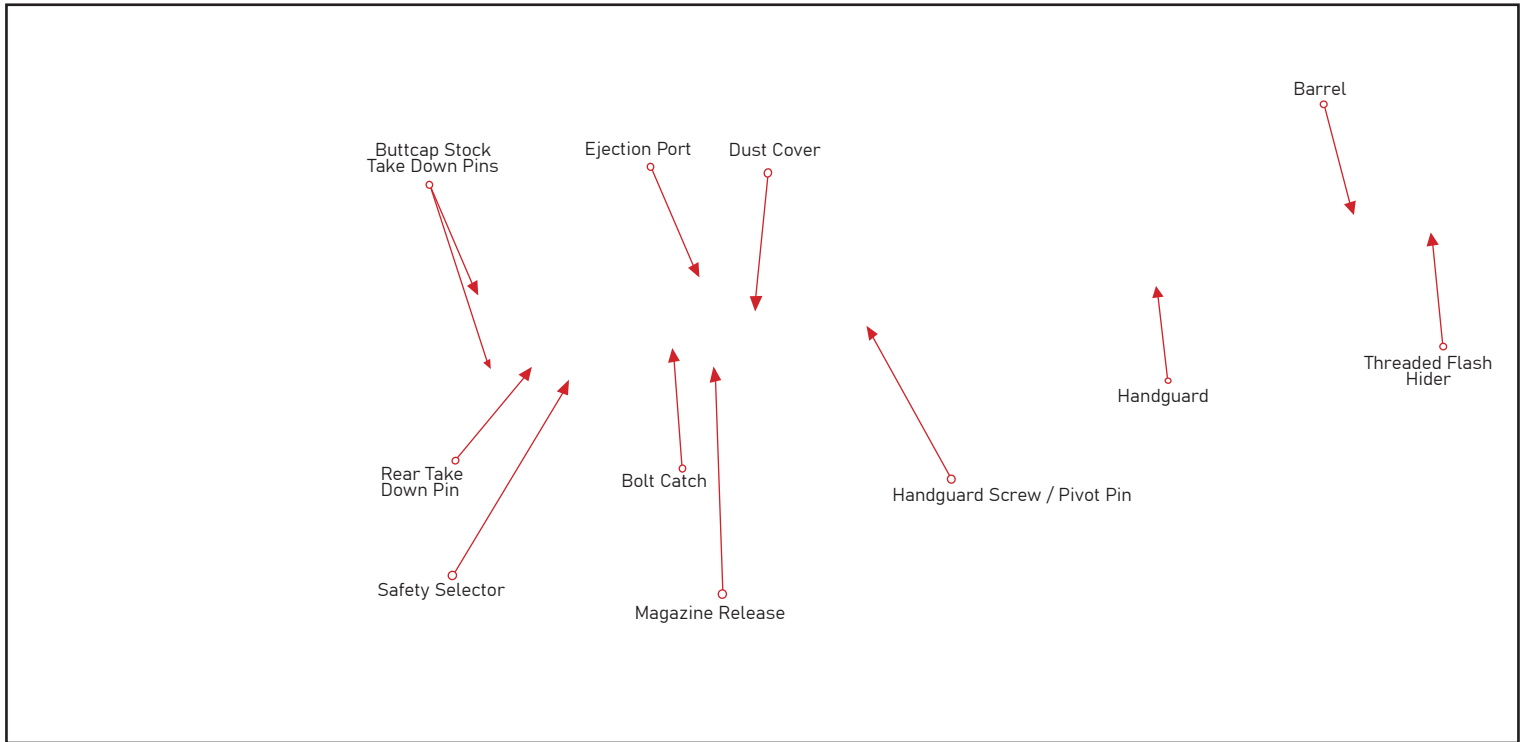 Barrel
Buttcap Stock
Take Down Pins
Ejection Port
Dust Cover
Threaded Flash
Hider
Handguard
Rear Take
Down Pin
Bolt Catch
Handguard Screw / Pivot Pin
Safety Selector
Magazine Release